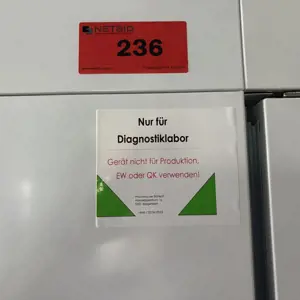 NETBID
236
Nur für
Diagnostiklabor
Gerät nicht für Produktion,
EW oder QK verwenden!